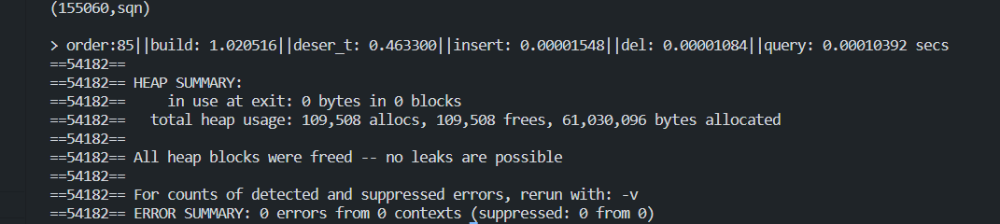 (155060,sqn)
> order:85||build: 1.020516||deser_t: 0.463300||insert: 0.00001548||del: 0.00001084||query: 0.00010392 secs
==54182==
==54182== HEAP SUMMARY:
==54182==     in use at exit: 0 bytes in 0 blocks
==54182==   total heap usage: 109,508 allocs, 109,508 frees, 61,030,096 bytes allocated
==54182==
==54182== All heap blocks were freed -- no leaks are possible
==54182==
==54182== For counts of detected and suppressed errors, rerun with: -v
==54182== ERROR SUMMARY: 0 errors from 0 contexts (suppressed: 0 from 0)